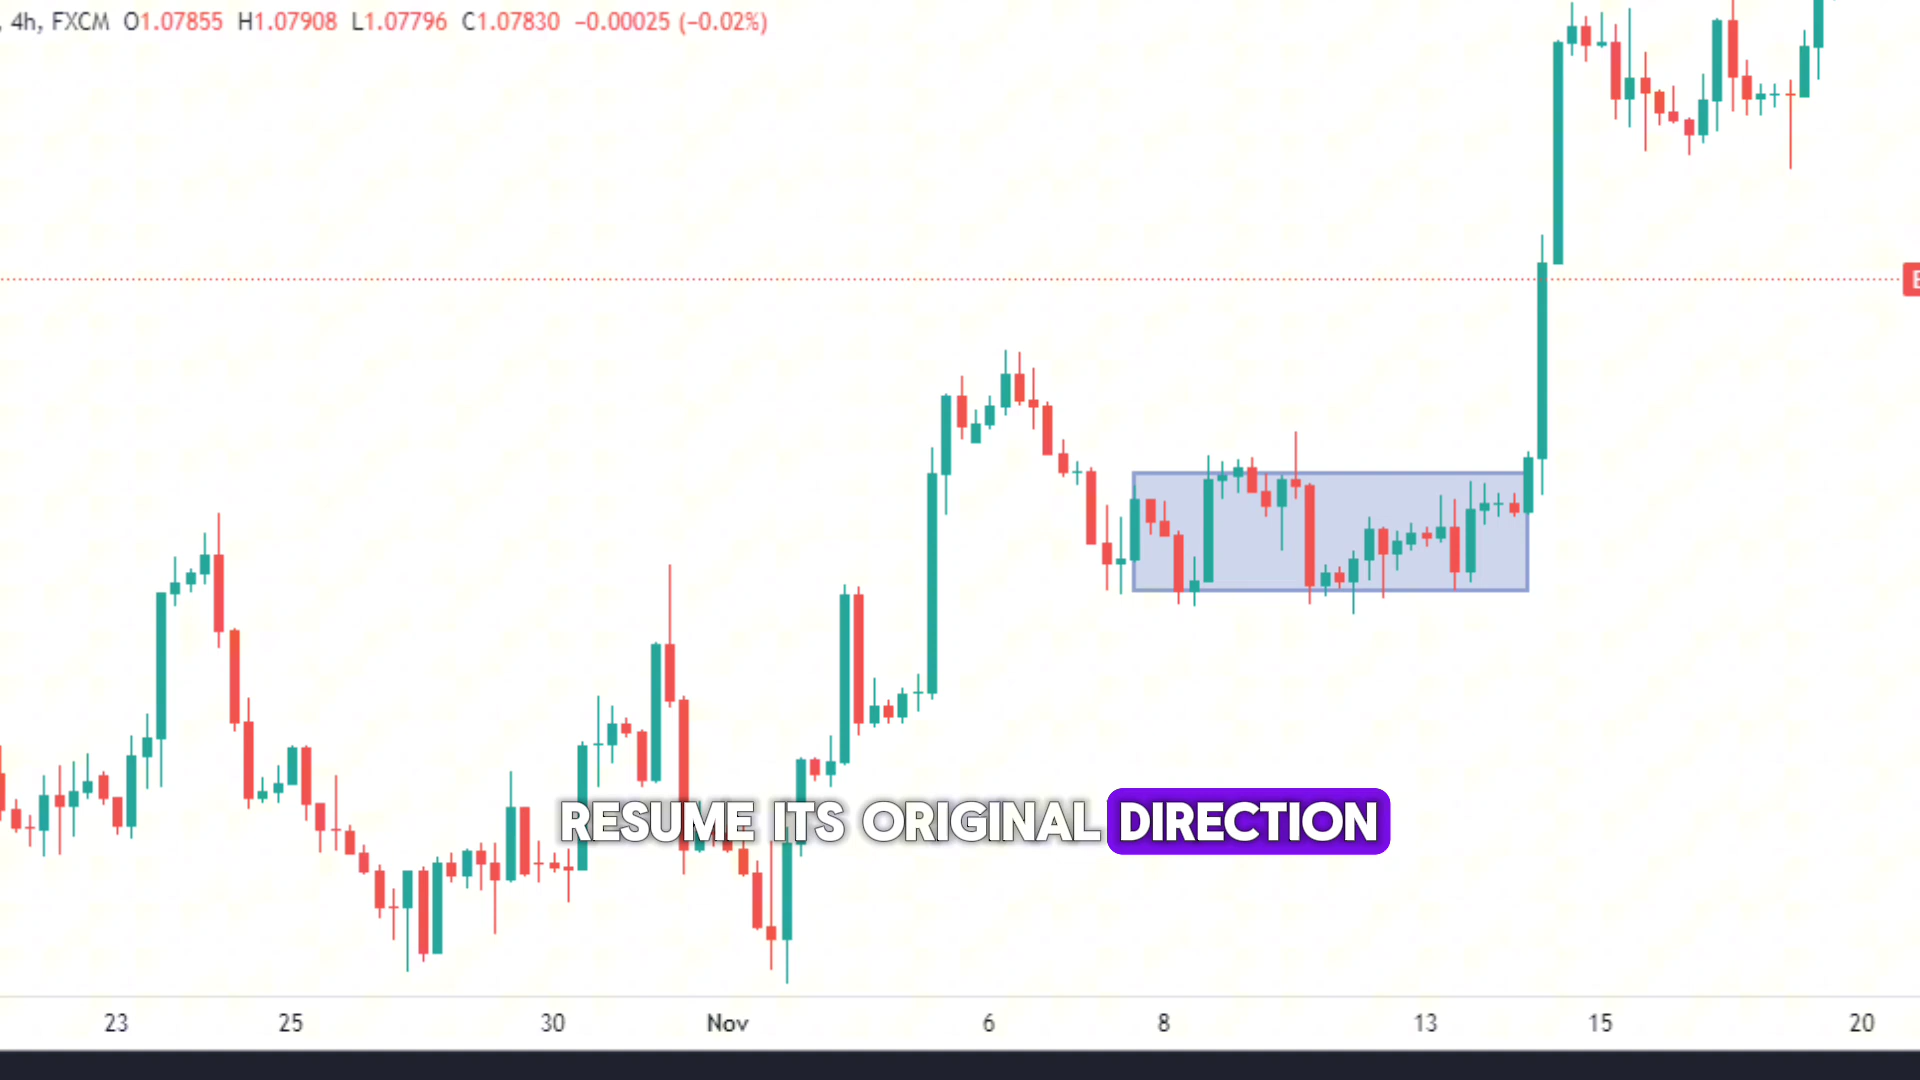 , 4h, FXCM O1.07855 H1.07908 L1.07796 C1.07830 −0.00025 (−0.02%)
E
RESUME ITS ORIGINAL DIRECTION
23 25 30 Nov 6 8 13 15 20